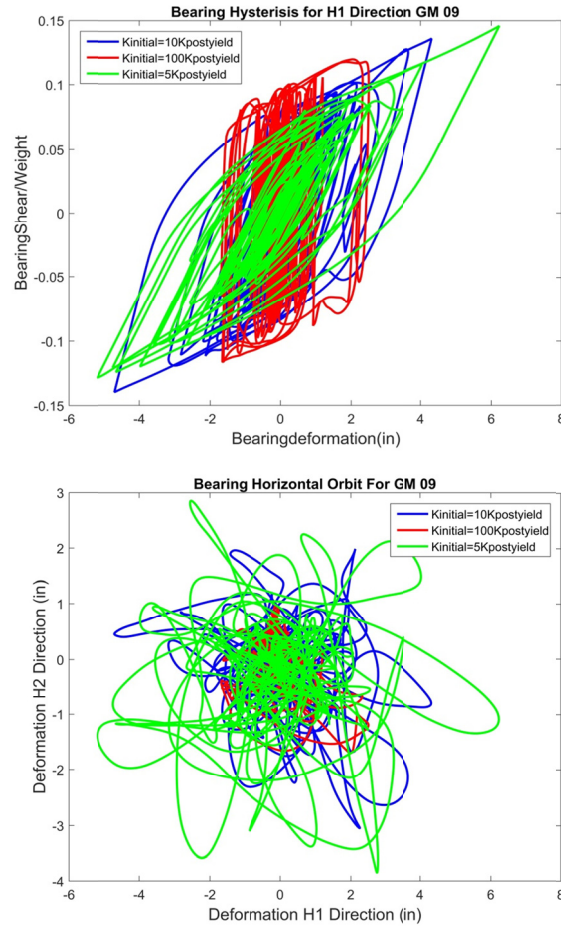 Bearing Hysterisis for H1 Direction GM 09
Kinitial=10Kpostyield
Kinitial=100Kpostyield
Kinitial=5Kpostyield
0.15
0.1
0.05
0
-0.05
-0.1
-0.15
BearingShear/Weight
-6 -4 -2 0 2 4 6 8
Bearingdeformation(in)
Bearing Horizontal Orbit For GM 09
Kinitial=10Kpostyield
Kinitial=100Kpostyield
Kinitial=5Kpostyield
3
2
1
0
-1
-2
-3
-4
Deformation H2 Direction (in)
-8 -6 -4 -2 0 2 4 6 8
Deformation H1 Direction (in)